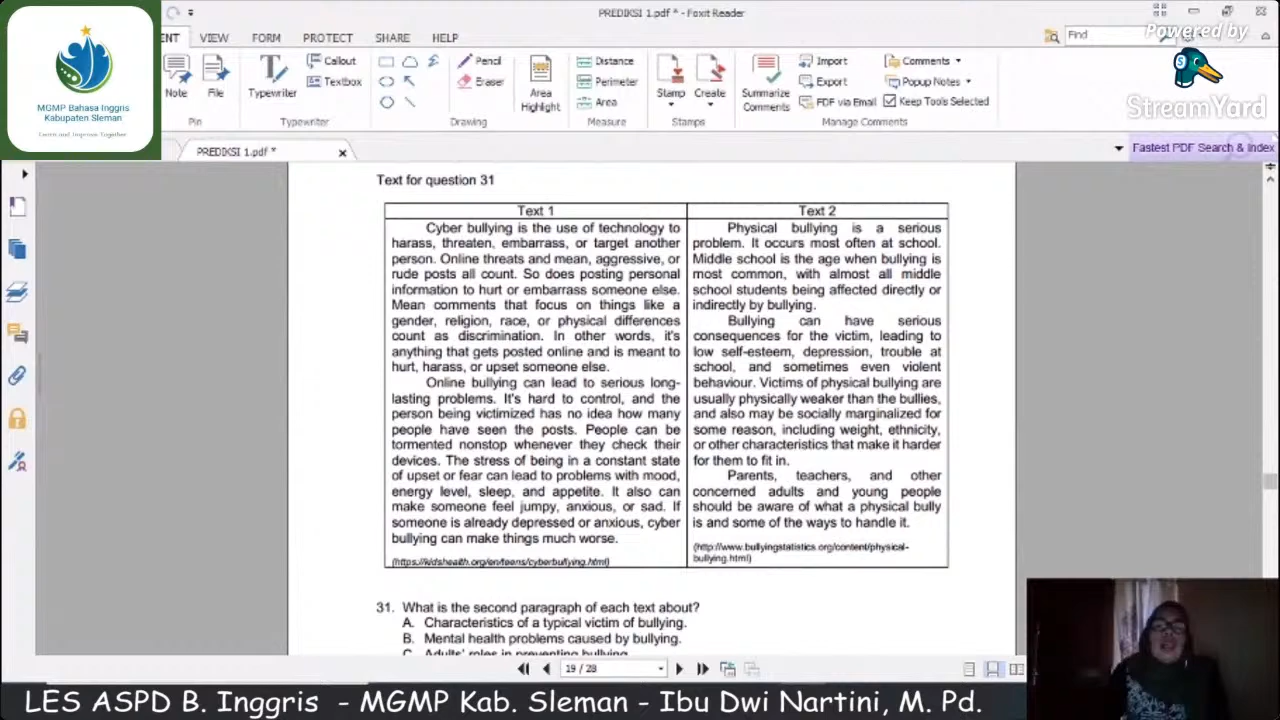 PREDIKSI 1.pdf * - Foxit Reader
Powered by
StreamYard
MGMP Bahasa Inggris
Kabupaten Sleman
Learn and Improve Together
ENT VIEW FORM PROTECT SHARE HELP
Find
Note
File
Pin
Typewriter
Callout
Textbox
Typewriter
Pencil
Eraser
Area
Highlight
Drawing
Distance
Perimeter
Area
Measure
Stamp
Create
Stamps
Summarize
Comments
Import
Export
FDF via Email
Comments
Popup Notes
Keep Tools Selected
Manage Comments
PREDIKSI 1.pdf *
Fastest PDF Search & Index
Text for question 31
Text 1
Cyber bullying is the use of technology to
harass, threaten, embarrass, or target another
person. Online threats and mean, aggressive, or
rude posts all count. So does posting personal
information to hurt or embarrass someone else.
Mean comments that focus on things like a
gender, religion, race, or physical differences
count as discrimination. In other words, it's
anything that gets posted online and is meant to
hurt, harass, or upset someone else.
Online bullying can lead to serious long-
lasting problems. It's hard to control, and the
person being victimized has no idea how many
people have seen the posts. People can be
tormented nonstop whenever they check their
devices. The stress of being in a constant state
of upset or fear can lead to problems with mood,
energy level, sleep, and appetite. It also can
make someone feel jumpy, anxious, or sad. If
someone is already depressed or anxious, cyber
bullying can make things much worse.
(https://kidshealth.org/en/teens/cyberbullying.html)
Text 2
Physical bullying is a serious
problem. It occurs most often at school.
Middle school is the age when bullying is
most common, with almost all middle
school students being affected directly or
indirectly by bullying.
Bullying can have serious
consequences for the victim, leading to
low self-esteem, depression, trouble at
school, and sometimes even violent
behaviour. Victims of physical bullying are
usually physically weaker than the bullies,
and also may be socially marginalized for
some reason, including weight, ethnicity,
or other characteristics that make it harder
for them to fit in.
Parents, teachers, and other
concerned adults and young people
should be aware of what a physical bully
is and some of the ways to handle it.
(http://www.bullyingstatistics.org/content/physical-
bullying.html)
31. What is the second paragraph of each text about?
A. Characteristics of a typical victim of bullying.
B. Mental health problems caused by bullying.
C. Adults' roles in preventing bullying.
19 / 28
LES ASPD B. Inggris - MGMP Kab. Sleman - Ibu Dwi Nartini, M. Pd.